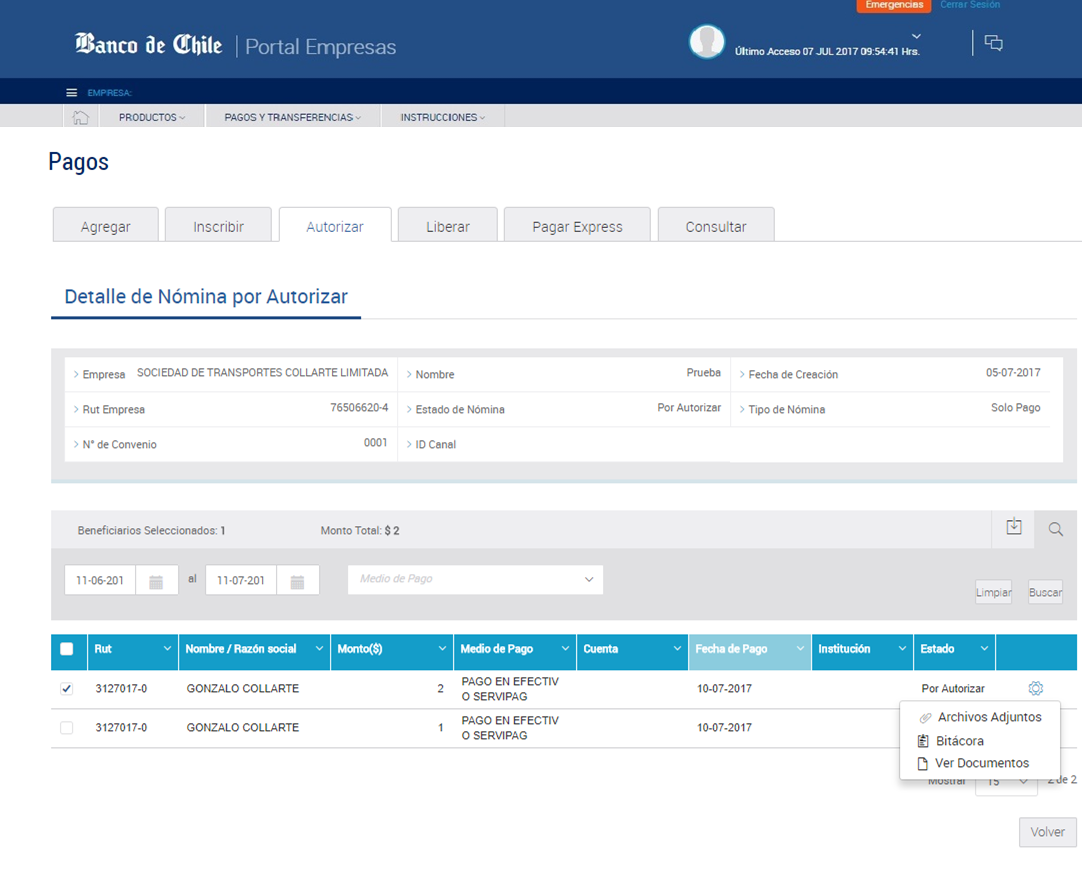 Emergencias Cerrar Sesión
Banco de Chile | Portal Empresas
Último Acceso 07 JUL 2017 09:54:41 Hrs.
EMPRESA:
PRODUCTOS PAGOS Y TRANSFERENCIAS INSTRUCCIONES
Pagos
Agregar Inscribir Autorizar Liberar Pagar Express Consultar
Detalle de Nómina por Autorizar
Empresa SOCIEDAD DE TRANSPORTES COLLARTE LIMITADA Nombre Prueba Fecha de Creación 05-07-2017
Rut Empresa 76506620-4 Estado de Nómina Por Autorizar Tipo de Nómina Solo Pago
N° de Convenio 0001 ID Canal
Beneficiarios Seleccionados: 1 Monto Total: $ 2
11-06-201 al 11-07-201 Medio de Pago
Limpiar Buscar
Rut Nombre / Razón social Monto($) Medio de Pago Cuenta Fecha de Pago Institución Estado
3127017-0 GONZALO COLLARTE 2 PAGO EN EFECTIV
O SERVIPAG 10-07-2017 Por Autorizar
3127017-0 GONZALO COLLARTE 1 PAGO EN EFECTIV
O SERVIPAG 10-07-2017
Archivos Adjuntos
Bitácora
Ver Documentos
Mostrar 15 2 de 2
Volver